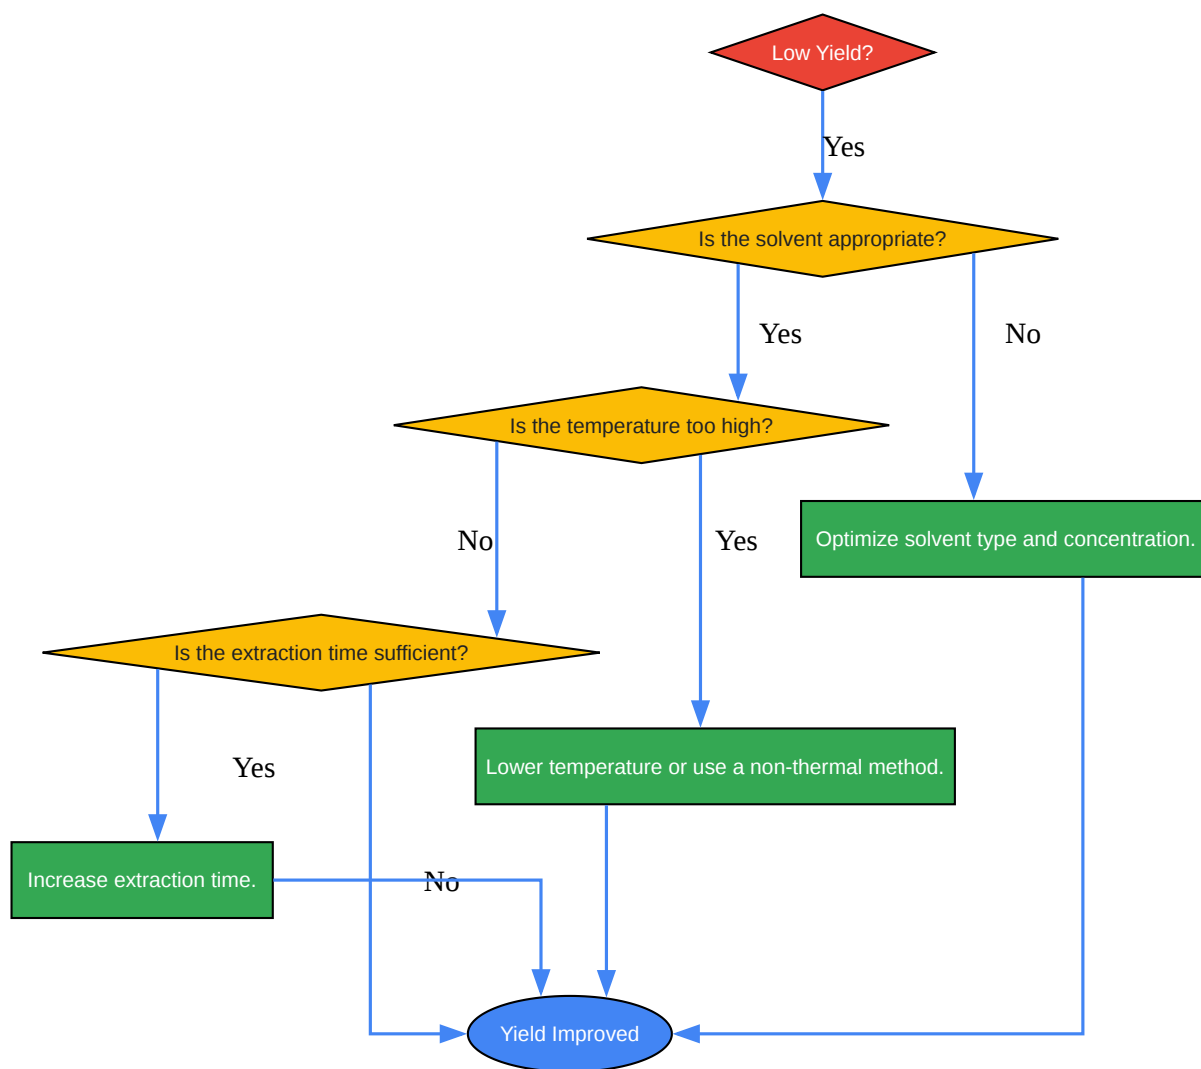 Low Yield?
Yes
Is the solvent appropriate?
Yes
No
Is the temperature too high?
No
Yes
Optimize solvent type and concentration.
Is the extraction time sufficient?
Yes
Lower temperature or use a non-thermal method.
Increase extraction time.
No
Yield Improved